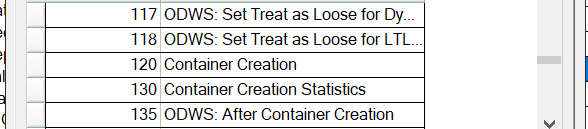 117 ODWS: Set Treat as Loose for Dy...
118 ODWS: Set Treat as Loose for LTL...
120 Container Creation
130 Container Creation Statistics
135 ODWS: After Container Creation